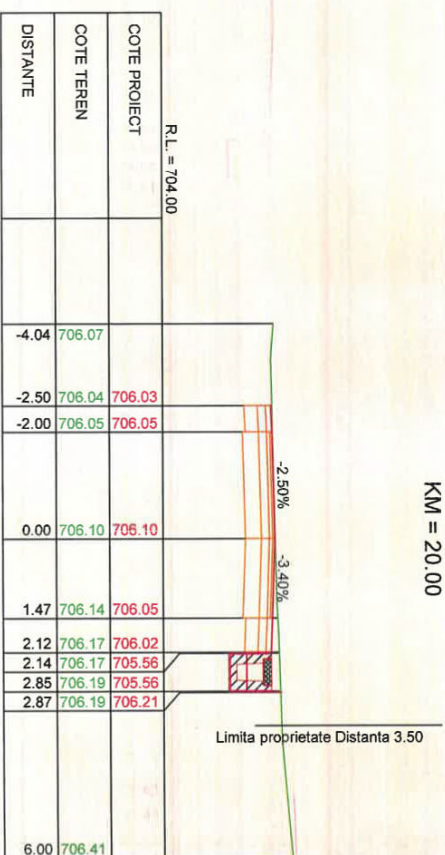 KM = 20.00
-2.50% -3.40%
Limita proprietate Distanta 3.50
R.L. = 704.00
COTE PROIECT 706.03 706.05 706.10 706.05 706.02 705.56 705.56 706.21
COTE TEREN 706.07 706.04 706.05 706.10 706.14 706.17 706.17 706.19 706.19 706.41
DISTANTE -4.04 -2.50 -2.00 0.00 1.47 2.12 2.14 2.85 2.87 6.00